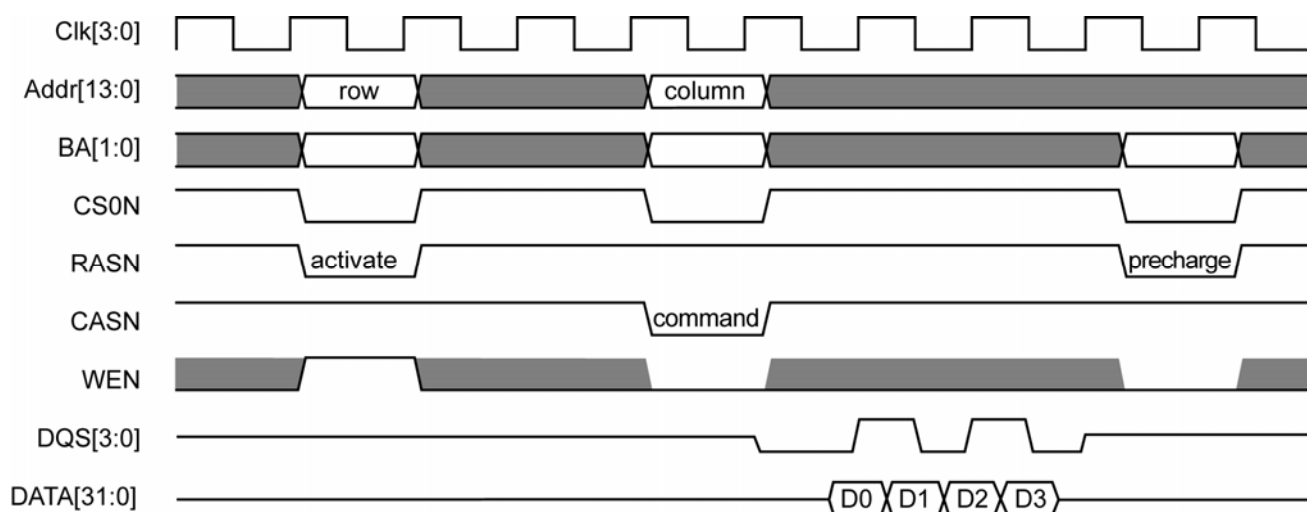 Clk[3:0]
Addr[13:0] row column
BA[1:0]
CS0N
RASN activate precharge
CASN command
WEN
DQS[3:0]
DATA[31:0] D0 D1 D2 D3